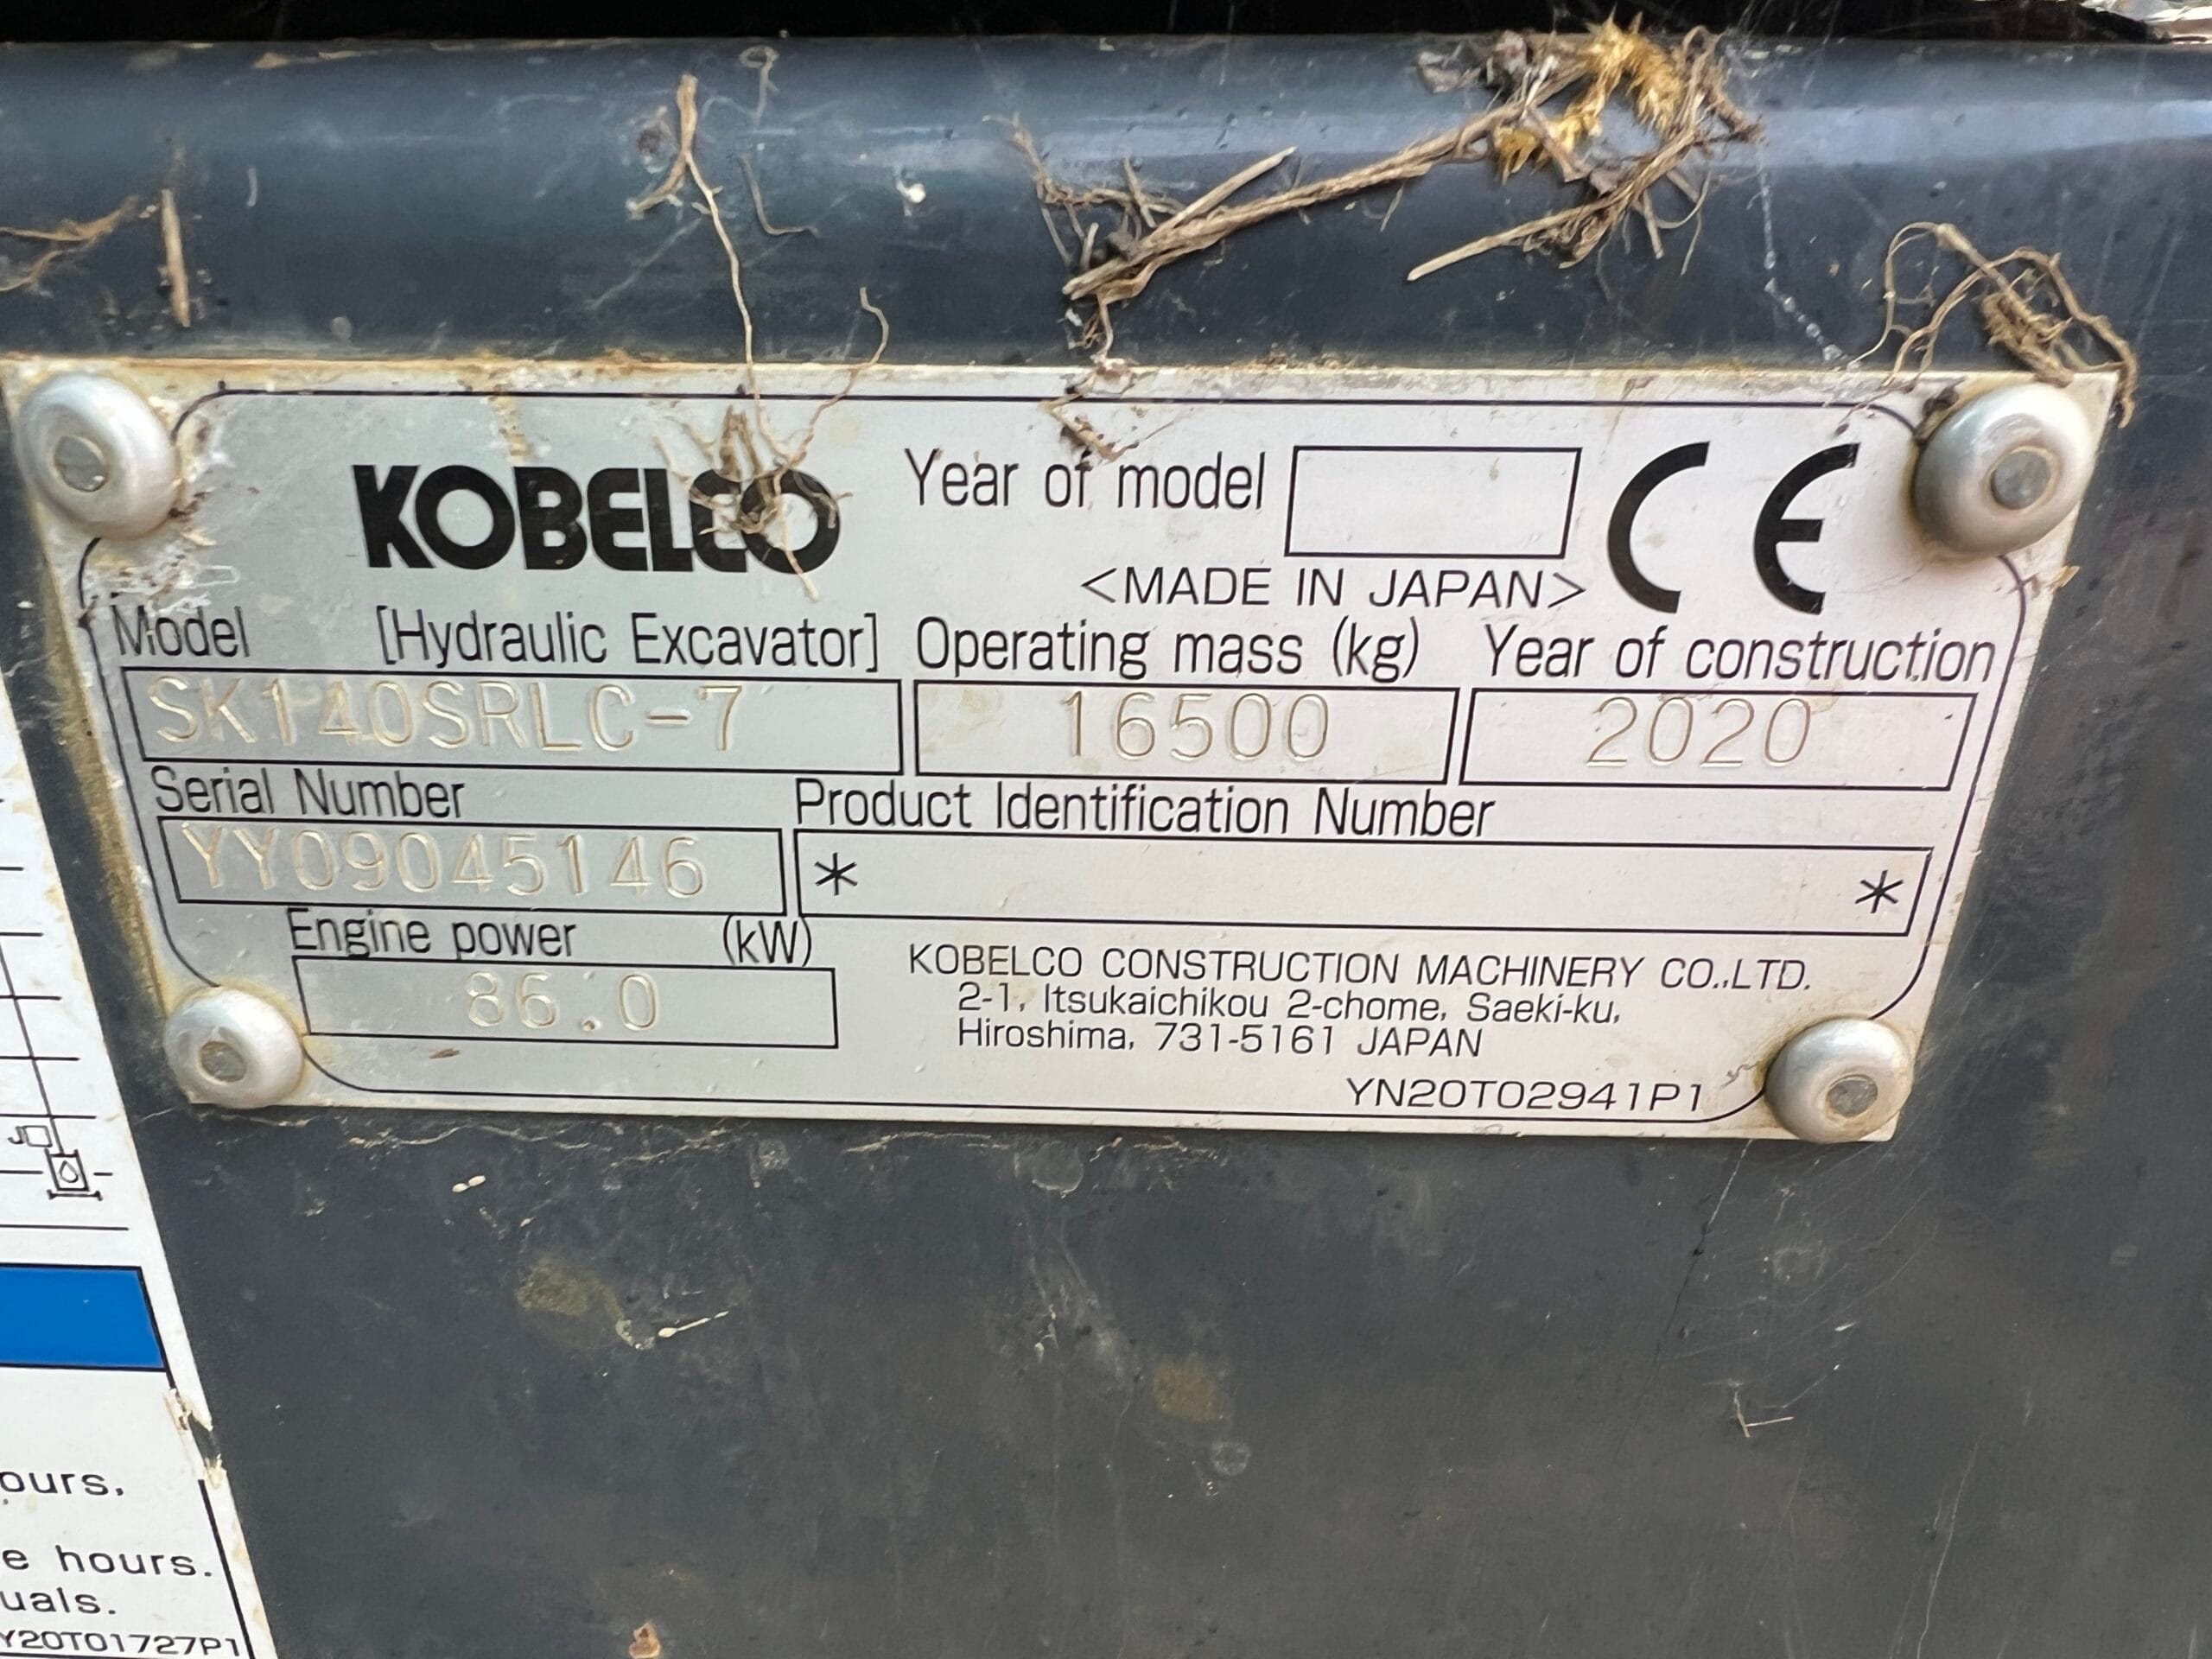 KOBELCO
Year of model
CE
<MADE IN JAPAN>
Model [Hydraulic Excavator] Operating mass (kg) Year of construction
SK140SRLC-7 16500 2020
Serial Number Product Identification Number
YY09045146 * *
Engine power (kW)
86.0
KOBELCO CONSTRUCTION MACHINERY CO.,LTD.
2-1, Itsukaichikou 2-chome, Saeki-ku,
Hiroshima, 731-5161 JAPAN
YN20T02941P1
ours,
e hours.
uals.
Y20T01727P1